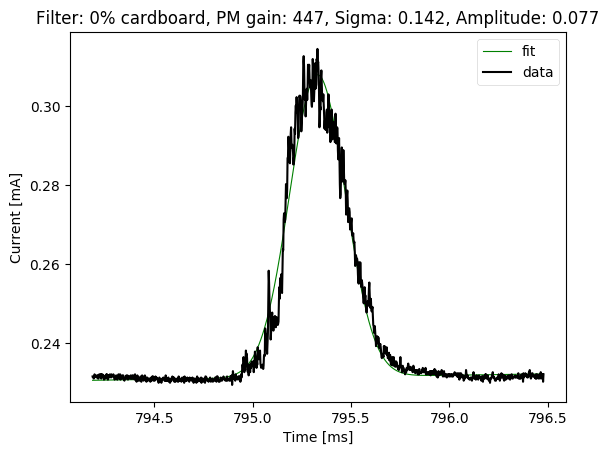 Filter: 0% cardboard, PM gain: 447, Sigma: 0.142, Amplitude: 0.077
fit
data
0.30
0.28
0.26
0.24
Current [mA]
794.5 795.0 795.5 796.0 796.5
Time [ms]